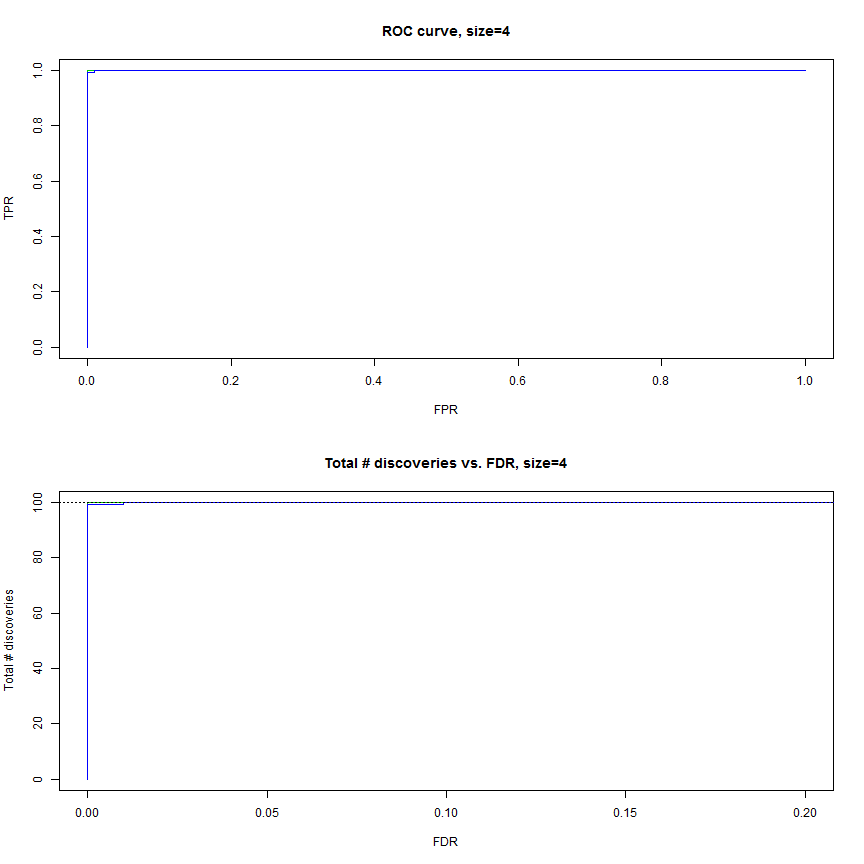 ROC curve, size=4
1.0
0.8
0.6
0.4
0.2
0.0
TPR
0.0 0.2 0.4 0.6 0.8 1.0
FPR
Total # discoveries vs. FDR, size=4
100
80
60
40
20
0
Total # discoveries
0.00 0.05 0.10 0.15 0.20
FDR